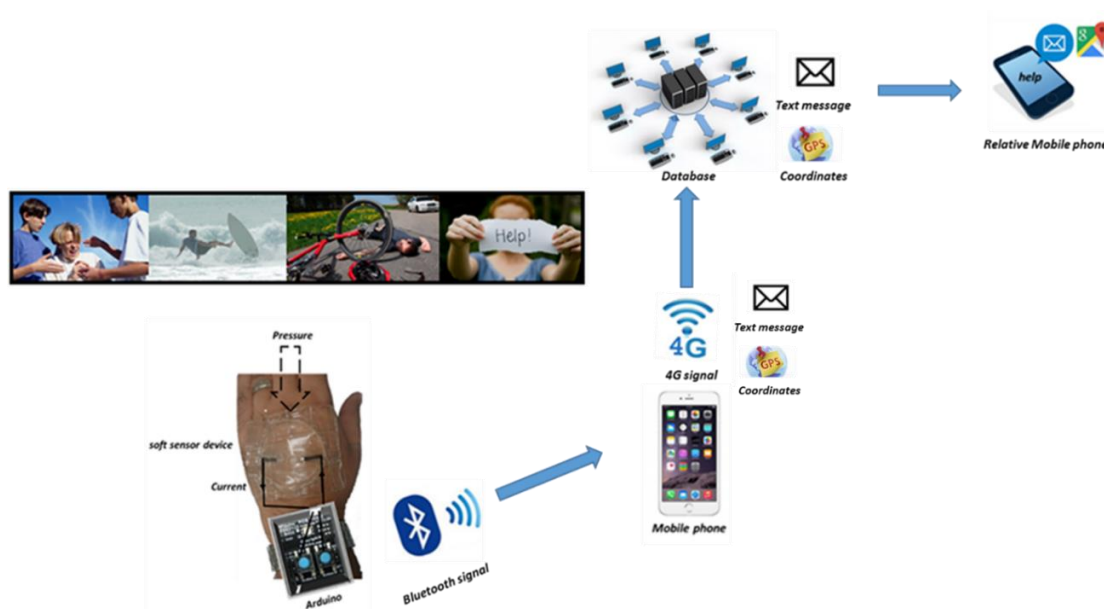 help
Relative Mobile phone
Text message
GPS
Coordinates
Database
Help!
4G
4G signal
Text message
GPS
Coordinates
Mobile phone
Pressure
soft sensor device
Current
Arduino
Bluetooth signal